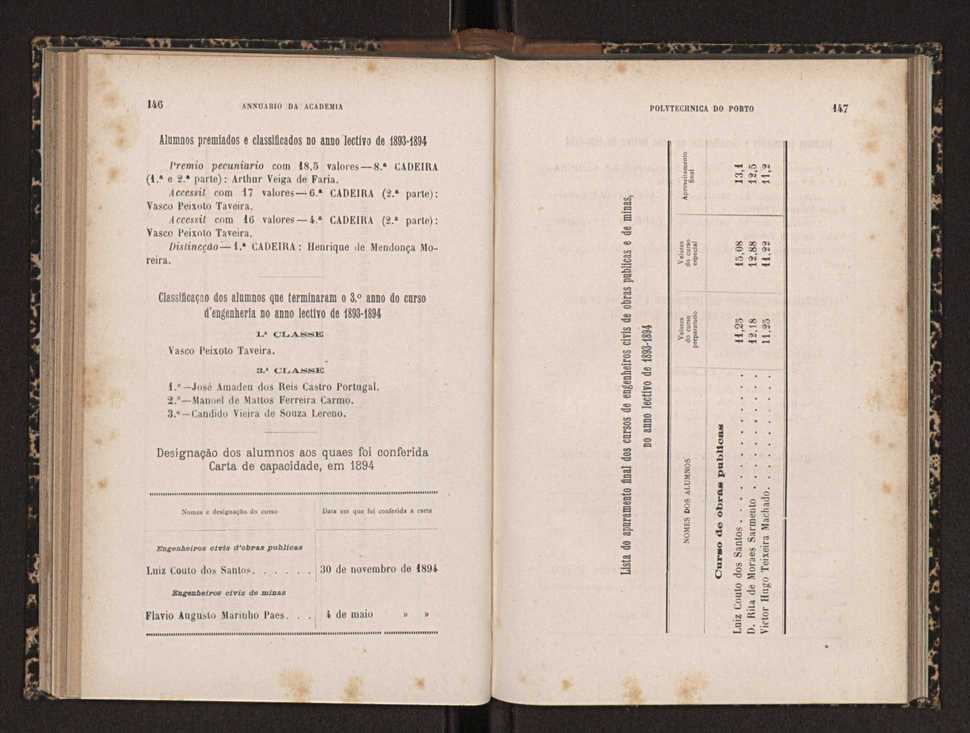 146
ANNUARIO DA ACADEMIA
Alumnos premiados e classificados no anno lectivo de 1893-1894
Premio pecuniario com 18,5 valores—8.ª CADEIRA
(1.ª e 2.ª parte): Arthur Veiga de Faria.
Accessit com 17 valores—6.ª CADEIRA (2.ª parte):
Vasco Peixoto Taveira.
Accessit com 16 valores—4.ª CADEIRA (2.ª parte):
Vasco Peixoto Taveira.
Distincção—1.ª CADEIRA: Henrique de Mendonça Mo-
reira.
Classificação dos alumnos que terminaram o 3.º anno do curso
d'engenheria no anno lectivo de 1893-1894
1.ª CLASSE
Vasco Peixoto Taveira.
3.ª CLASSE
1.º—José Amadeu dos Reis Castro Portugal.
2.º—Manoel de Mattos Ferreira Carmo.
3.º—Candido Vieira de Souza Lereno.
Designação dos alumnos aos quaes foi conferida
Carta de capacidade, em 1894
Nomes e designação do curso	Data em que foi conferida a carta
Engenheiros civis d'obras publicas
Luiz Couto dos Santos. . . . . . 30 de novembro de 1894
Engenheiros civis de minas
Flavio Augusto Marinho Paes. . . 4 de maio » »
POLYTECHNICA DO PORTO
147
Lista do apuramento final dos cursos de engenheiros civis de obras publicas e de minas,
no anno lectivo de 1893-1894
NOMES DOS ALUMNOS	Valores do curso preparatorio	Valores do curso especial	Aproveitamento final
Curso de obras publicas
Luiz Couto dos Santos . . . . . . . . . . 11,25 15,08 13,1
D. Rita de Moraes Sarmento . . . . . . . . 12,18 12,88 12,5
Victor Hugo Teixeira Machado. . . . . . . . 11,25 11,22 11,2